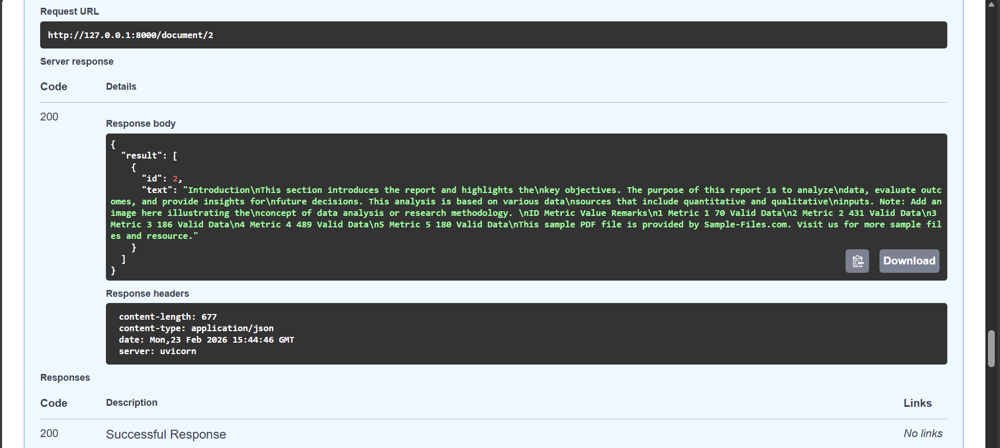 Request URL
http://127.0.0.1:8000/document/2
Server response
Code Details
200
Response body
{
  "result": [
    {
      "id": 2,
      "text": "Introduction\nThis section introduces the report and highlights the\nkey objectives. The purpose of this report is to analyze\ndata, evaluate outc
omes, and provide insights for\nfuture decisions. This analysis is based on various data\nsources that include quantitative and qualitative\ninputs. Note: Add an
image here illustrating the\nconcept of data analysis or research methodology. \nID Metric Value Remarks\n1 Metric 1 70 Valid Data\n2 Metric 2 431 Valid Data\n3
Metric 3 186 Valid Data\n4 Metric 4 489 Valid Data\n5 Metric 5 180 Valid Data\nThis sample PDF file is provided by Sample-Files.com. Visit us for more sample fil
es and resource."
    }
  ]
}
Download
Response headers
content-length: 677
content-type: application/json
date: Mon,23 Feb 2026 15:44:46 GMT
server: uvicorn
Responses
Code Description Links
200 Successful Response No links